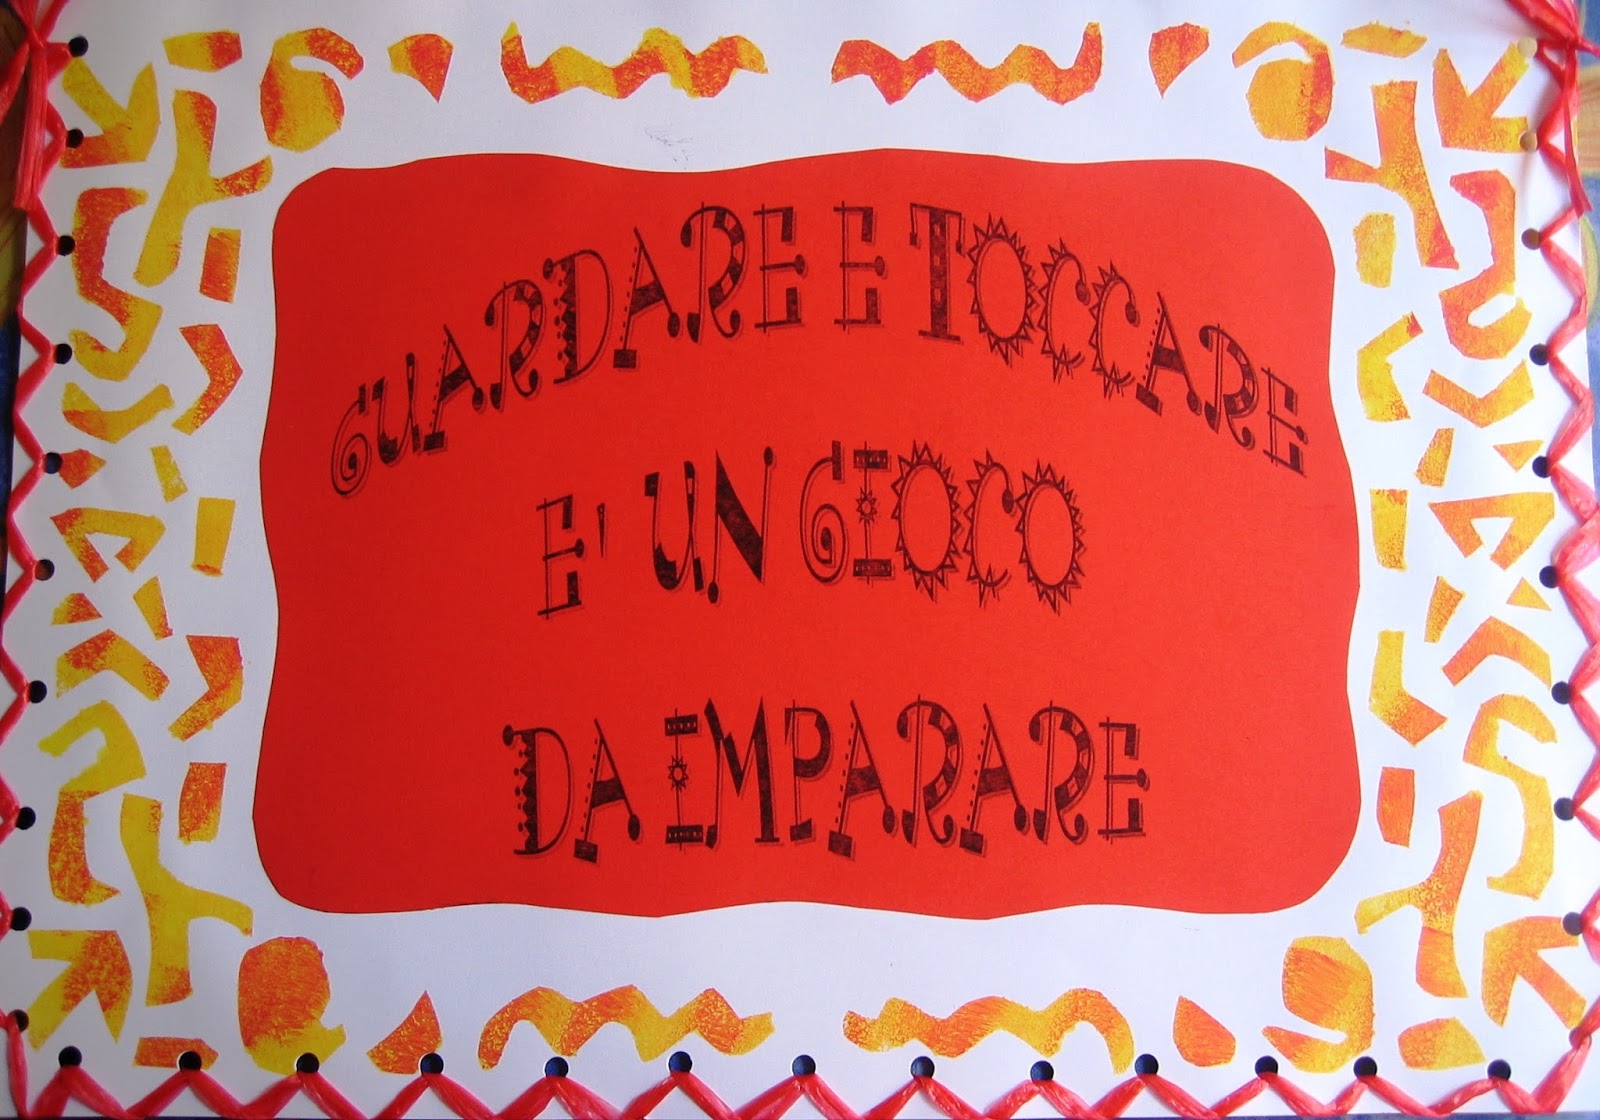 GUARDARE E TOCCARE
E' UN GIOCO
DA IMPARARE